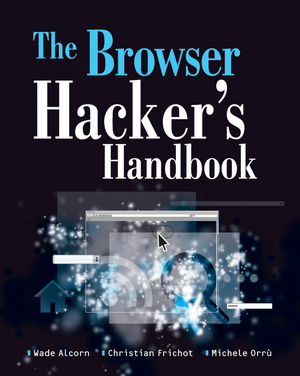 The Browser
Hacker's
Handbook
Wade Alcorn
Christian Frichot
Michele Orrù